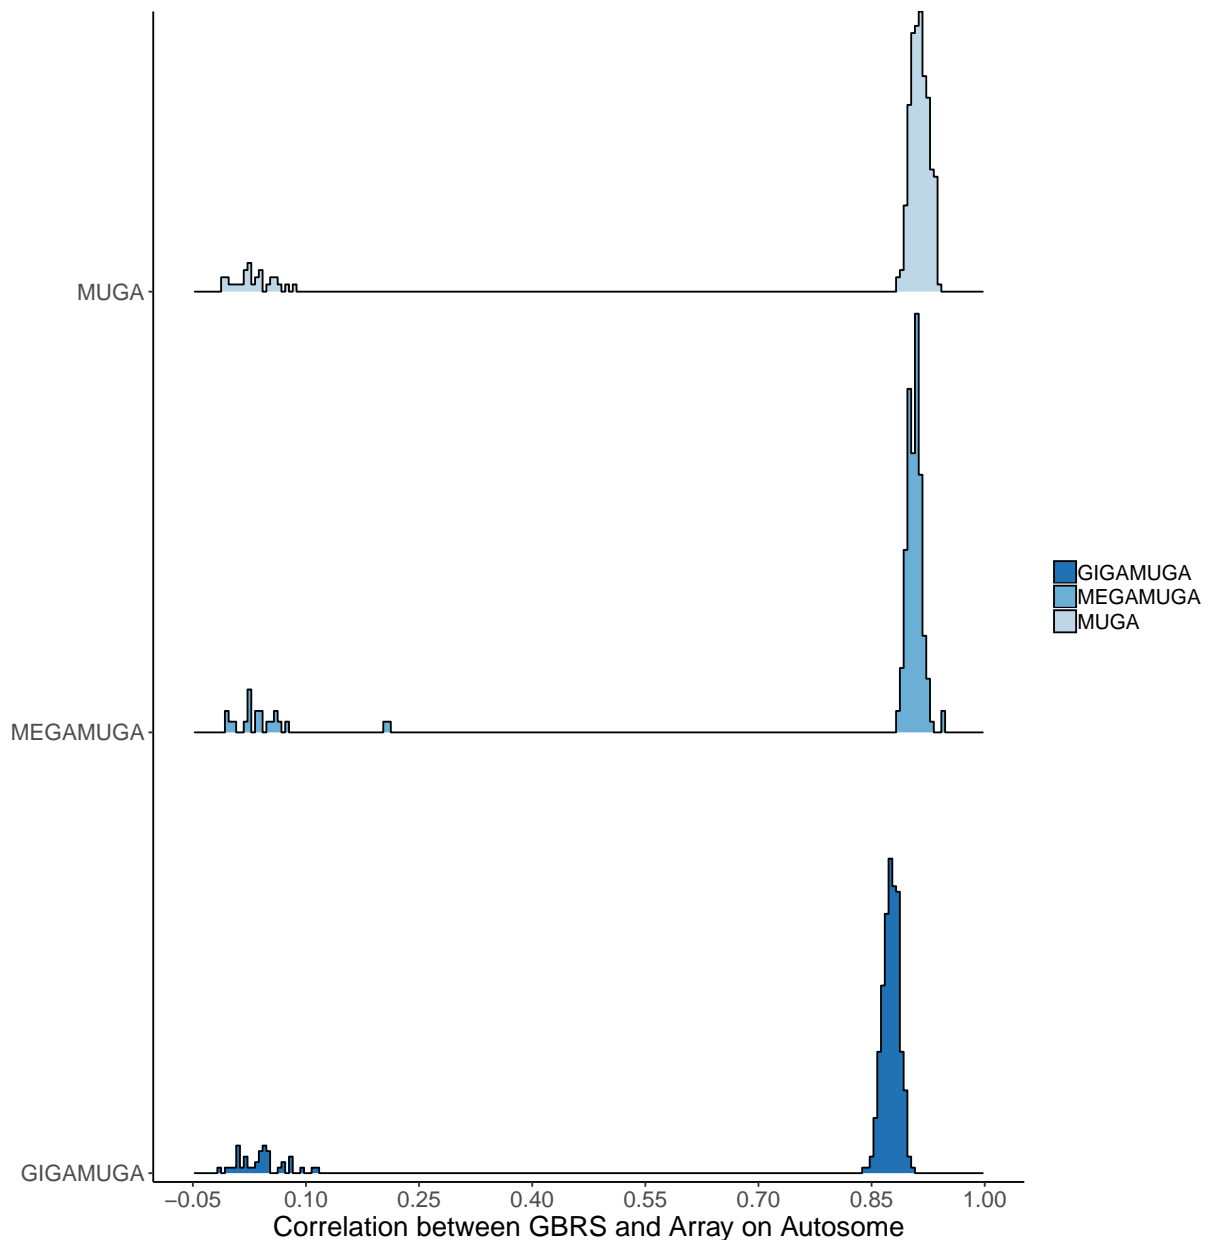 MUGA
MEGAMUGA
GIGAMUGA
GIGAMUGA
MEGAMUGA
MUGA
−0.05 0.10 0.25 0.40 0.55 0.70 0.85 1.00
Correlation between GBRS and Array on Autosome